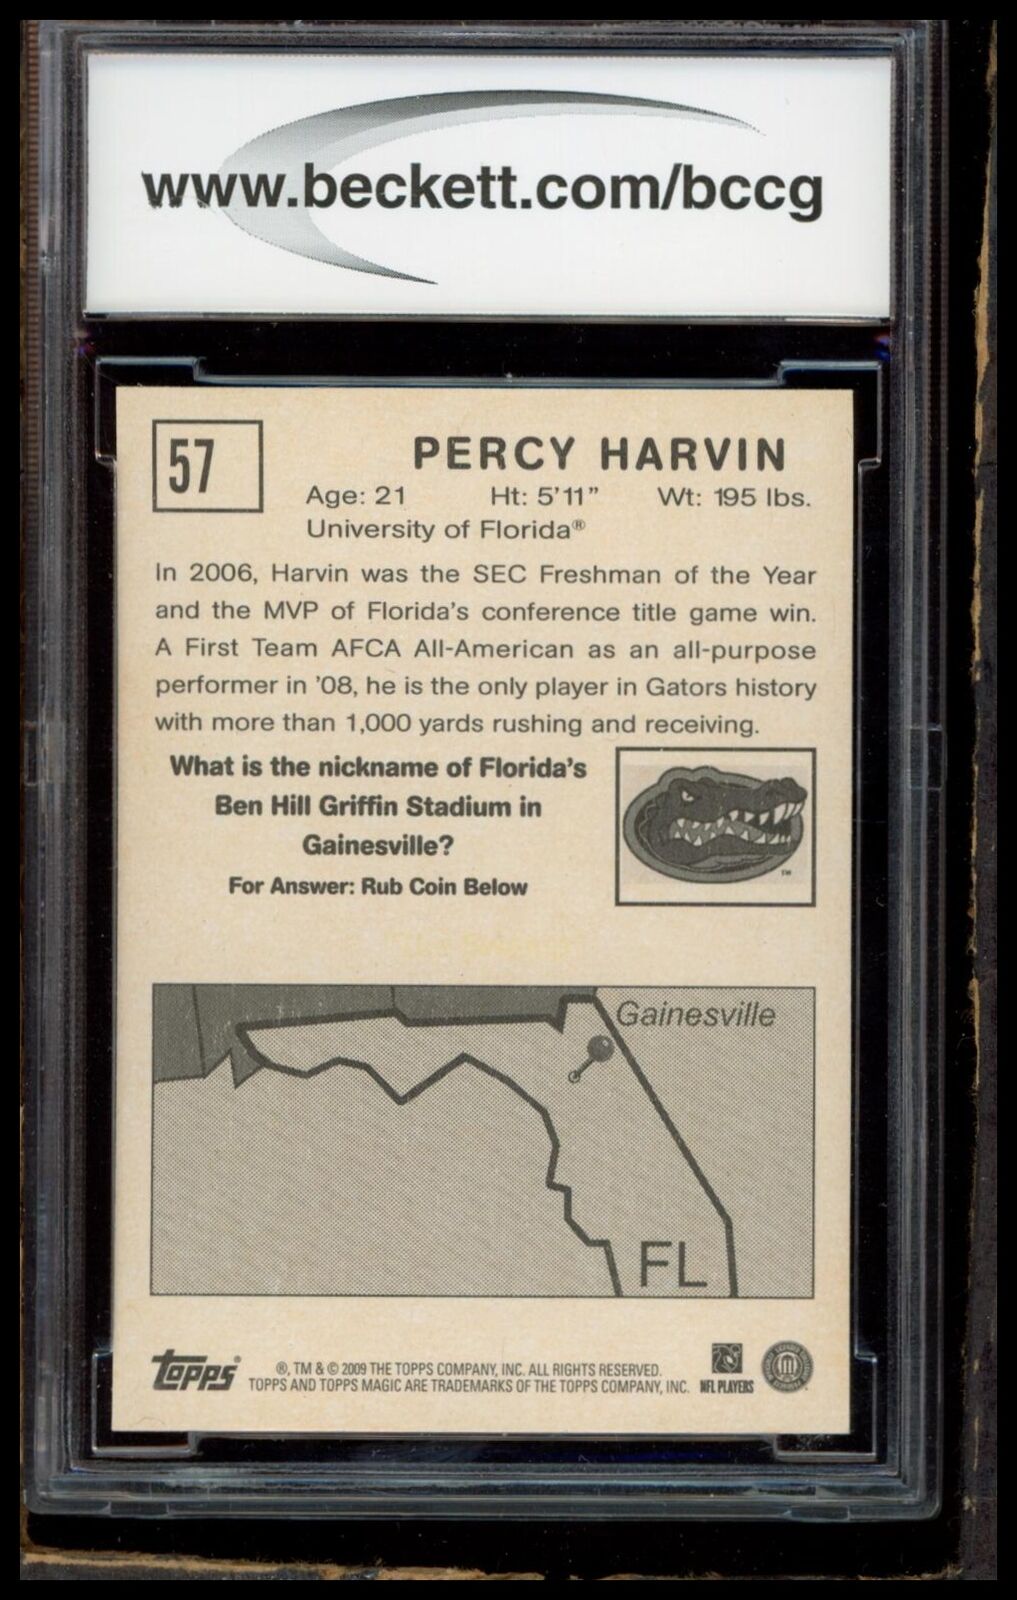 www.beckett.com/bccg
57
PERCY HARVIN
Age: 21 Ht: 5'11" Wt: 195 lbs.
University of Florida®
In 2006, Harvin was the SEC Freshman of the Year
and the MVP of Florida's conference title game win.
A First Team AFCA All-American as an all-purpose
performer in '08, he is the only player in Gators history
with more than 1,000 yards rushing and receiving.
What is the nickname of Florida's
Ben Hill Griffin Stadium in
Gainesville?
For Answer: Rub Coin Below
TM
Gainesville
FL
topps®
®, TM & © 2009 THE TOPPS COMPANY, INC. ALL RIGHTS RESERVED.
TOPPS AND TOPPS MAGIC ARE TRADEMARKS OF THE TOPPS COMPANY, INC.
NFL PLAYERS